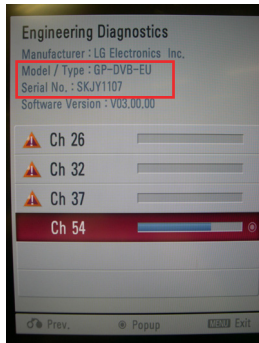 Engineering Diagnostics
Manufacturer : LG Electronics Inc.
Model / Type : GP-DVB-EU
Serial No. : SKJY1107
Software Version : V03.00.00
Ch 26
Ch 32
Ch 37
Ch 54
Prev.
Popup
MENU Exit